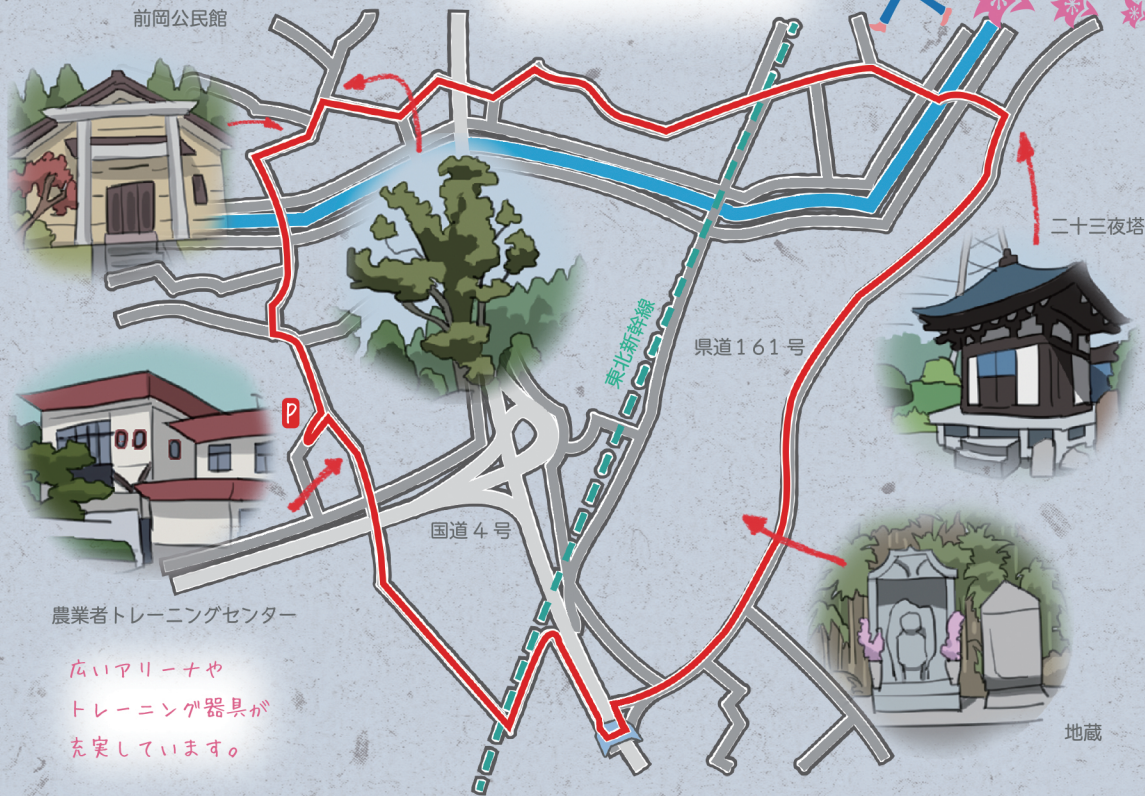 前岡公民館
二十三夜塔
東北新幹線
県道161号
P
国道4号
農業者トレーニングセンター
広いアリーナや
トレーニング器具が
充実しています。
地蔵